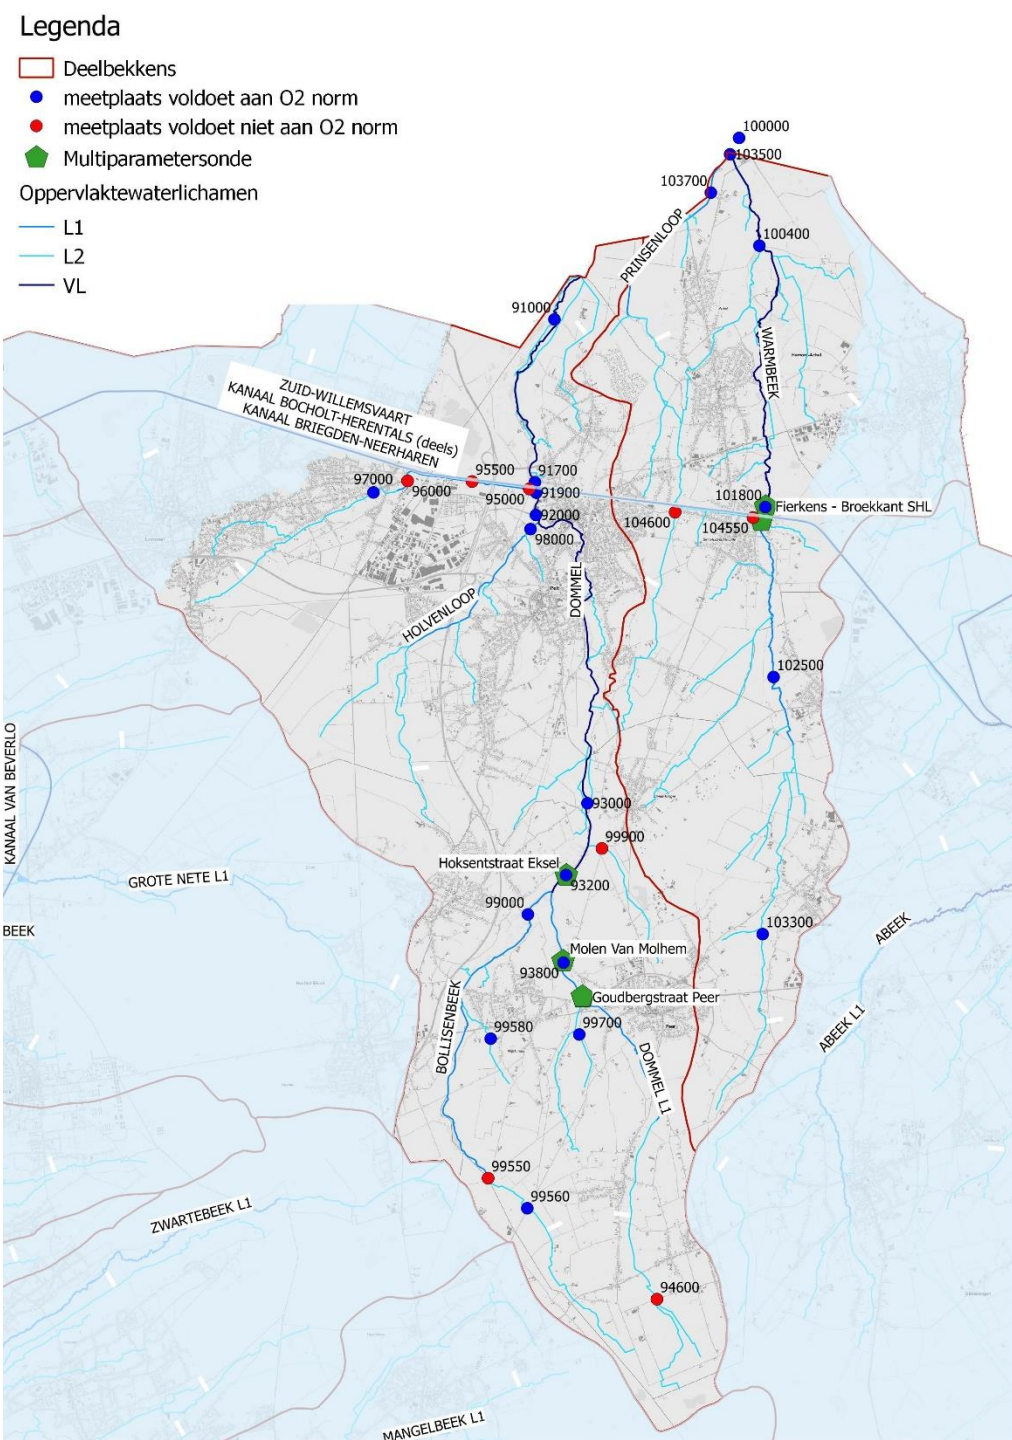 Legenda
Deelbekkens
meetplaats voldoet aan O2 norm
meetplaats voldoet niet aan O2 norm
Multiparametersonde
Oppervlaktewaterlichamen
L1
L2
VL
100000
103500
103700
PRINSENLOOP
100400
91000
WARMBEEK
ZUID-WILLEMSVAART
KANAAL BOCHOLT-HERENTALS (deels)
KANAAL BRIEGDEN-NEERHAREN
97000
96000
95500
91700
95000
91900
92000
98000
101800
Fierkens - Broekkant SHL
104600
104550
HOLVENLOOP
DOMMEL
102500
KANAAL VAN BEVERLO
93000
99900
Hoksentstraat Eksel
93200
GROTE NETE L1
99000
BEEK
103300
ABEEK
Molen Van Molhem
93800
Goudbergstraat Peer
BOLLISENBEEK
99580
99700
DOMMEL L1
ABEEK L1
99550
99560
ZWARTEBEEK L1
94600
MANGELBEEK L1